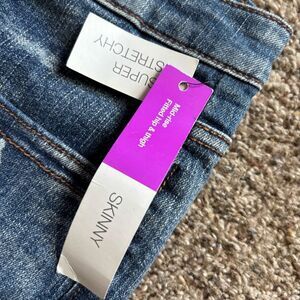 SUPER
STRETCHY
Mid-rise
Fitted hip & thigh
SKINNY